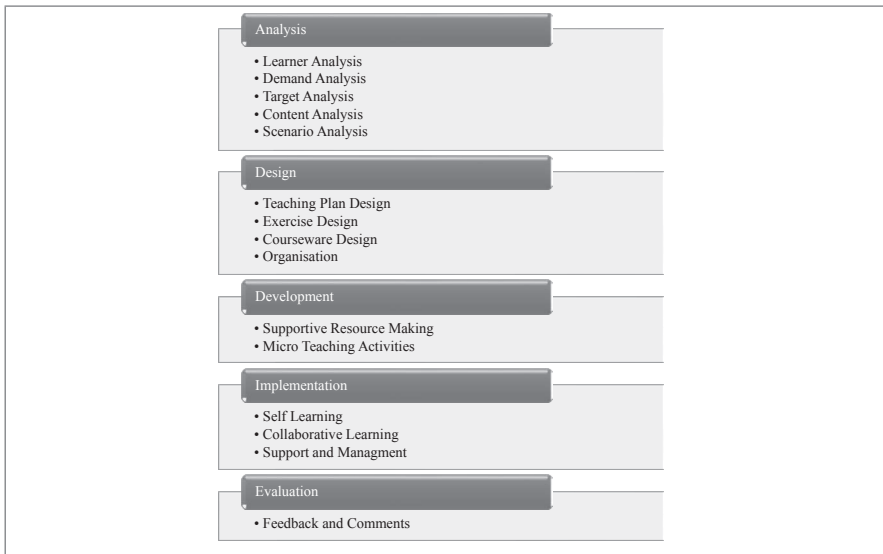 Analysis
• Learner Analysis
• Demand Analysis
• Target Analysis
• Content Analysis
• Scenario Analysis
Design
• Teaching Plan Design
• Exercise Design
• Courseware Design
• Organisation
Development
• Supportive Resource Making
• Micro Teaching Activities
Implementation
• Self Learning
• Collaborative Learning
• Support and Managment
Evaluation
• Feedback and Comments